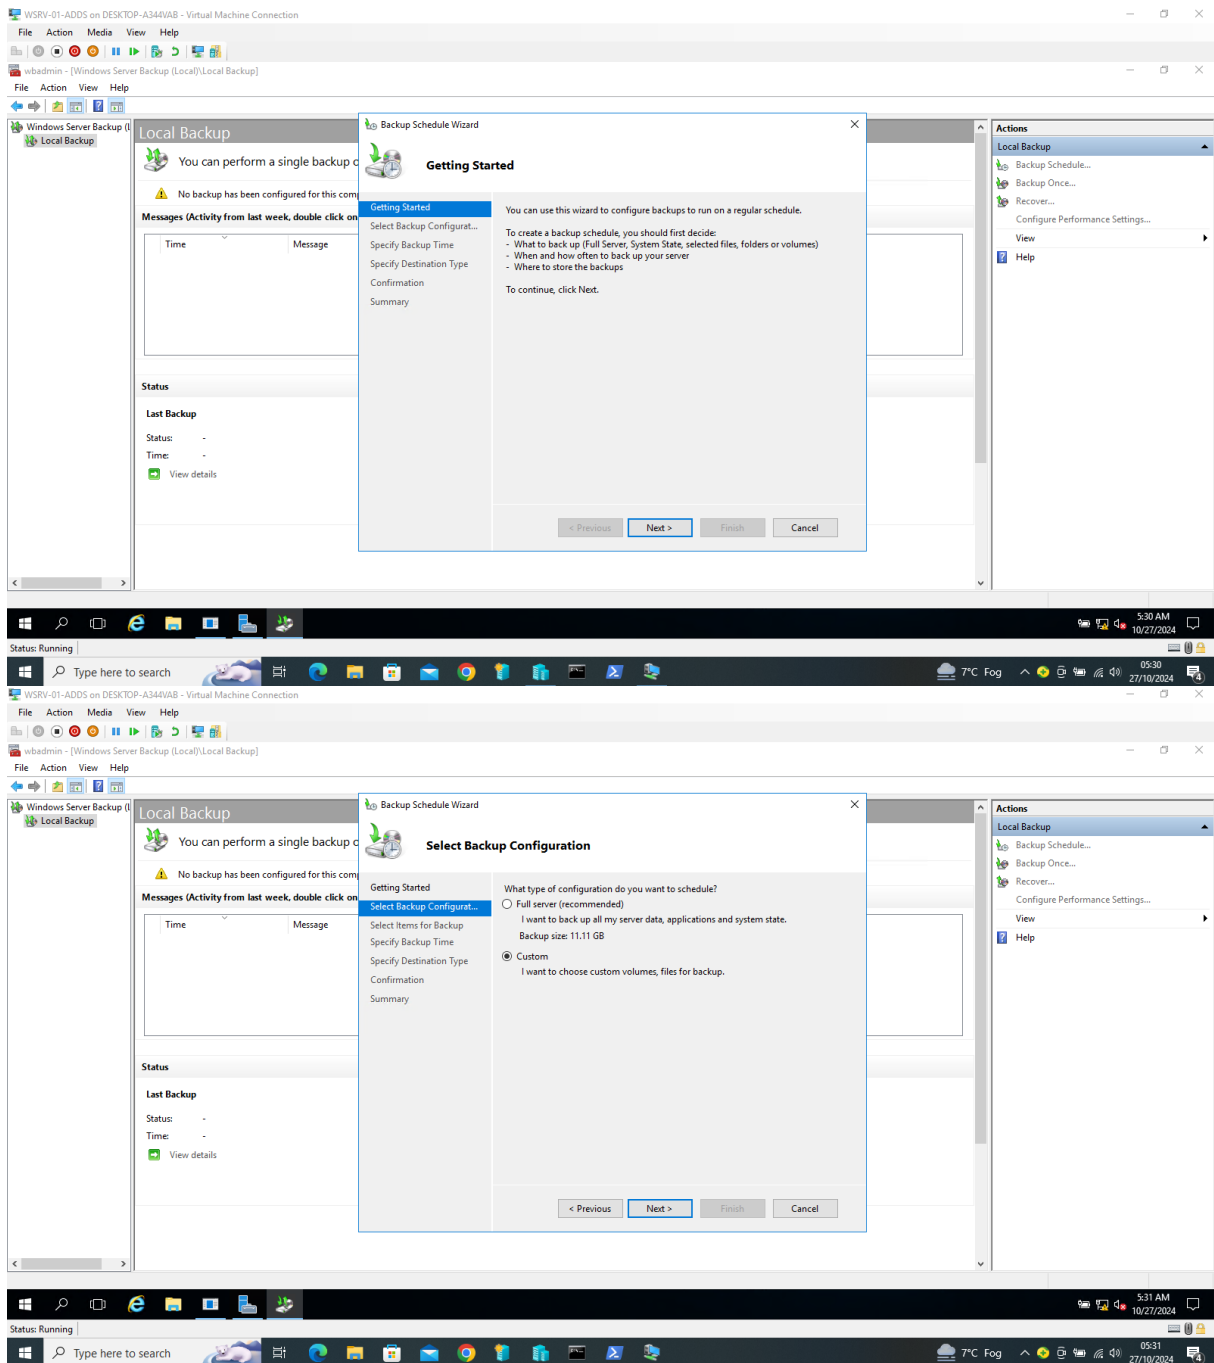 WSRV-01-ADDS on DESKTOP-A344VAB - Virtual Machine Connection
File Action Media View Help
wbadmin - [Windows Server Backup (Local)\Local Backup]
File Action View Help
Windows Server Backup (L
Local Backup
Local Backup
You can perform a single backup o
No backup has been configured for this comp
Messages (Activity from last week, double click on
Time Message
Status
Last Backup
Status: -
Time: -
View details
Backup Schedule Wizard
Getting Started
Getting Started
Select Backup Configurat...
Specify Backup Time
Specify Destination Type
Confirmation
Summary
You can use this wizard to configure backups to run on a regular schedule.
To create a backup schedule, you should first decide:
- What to back up (Full Server, System State, selected files, folders or volumes)
- When and how often to back up your server
- Where to store the backups
To continue, click Next.
< Previous Next > Finish Cancel
Actions
Local Backup
Backup Schedule...
Backup Once...
Recover...
Configure Performance Settings...
View
Help
5:30 AM
10/27/2024
Status: Running
Type here to search
7°C Fog
05:30
27/10/2024
4
WSRV-01-ADDS on DESKTOP-A344VAB - Virtual Machine Connection
File Action Media View Help
wbadmin - [Windows Server Backup (Local)\Local Backup]
File Action View Help
Windows Server Backup (L
Local Backup
Local Backup
You can perform a single backup o
No backup has been configured for this comp
Messages (Activity from last week, double click on
Time Message
Status
Last Backup
Status: -
Time: -
View details
Backup Schedule Wizard
Select Backup Configuration
Getting Started
Select Backup Configurat...
Select Items for Backup
Specify Backup Time
Specify Destination Type
Confirmation
Summary
What type of configuration do you want to schedule?
Full server (recommended)
I want to back up all my server data, applications and system state.
Backup size: 11.11 GB
Custom
I want to choose custom volumes, files for backup.
< Previous Next > Finish Cancel
Actions
Local Backup
Backup Schedule...
Backup Once...
Recover...
Configure Performance Settings...
View
Help
5:31 AM
10/27/2024
Status: Running
Type here to search
7°C Fog
05:31
27/10/2024
4